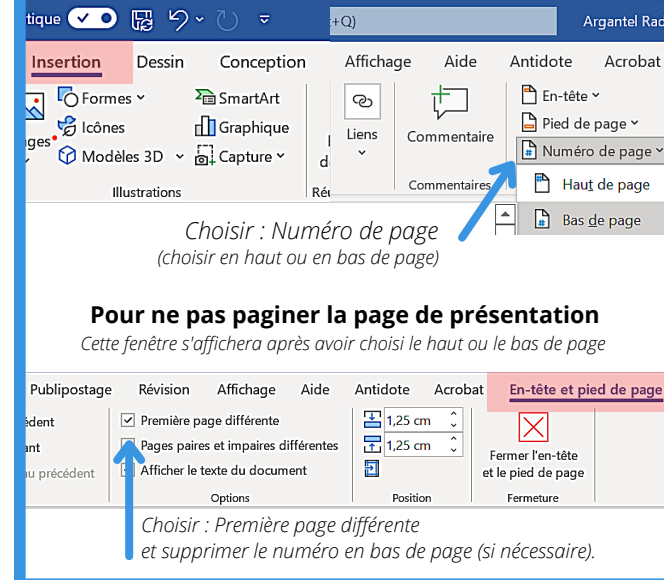 tique
+Q)
Argantel Rad
Insertion Dessin Conception
Affichage Aide Antidote Acrobat
Formes
SmartArt
Icônes
Graphique
ges
Modèles 3D
Capture
Illustrations
Ré
Liens
Commentaire
Commentaires
En-tête
Pied de page
Numéro de page
Haut de page
Bas de page
Choisir : Numéro de page
(choisir en haut ou en bas de page)
Pour ne pas paginer la page de présentation
Cette fenêtre s'affichera après avoir choisi le haut ou le bas de page
Publipostage Révision Affichage Aide Antidote Acrobat En-tête et pied de page
édent
ant
u précédent
Première page différente
Pages paires et impaires différentes
Afficher le texte du document
Options
1,25 cm
1,25 cm
Position
Fermer l'en-tête
et le pied de page
Fermeture
Choisir : Première page différente
et supprimer le numéro en bas de page (si nécessaire).